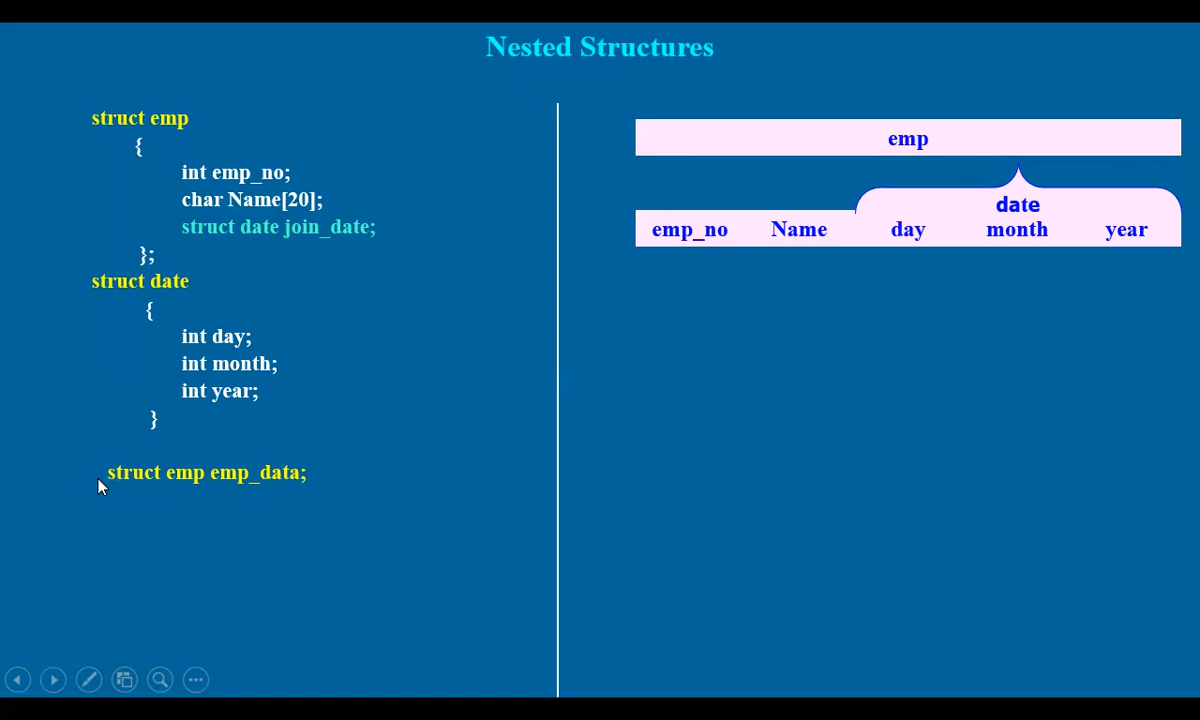 Nested Structures
struct emp
{
int emp_no;
char Name[20];
struct date join_date;
};
struct date
{
int day;
int month;
int year;
}
struct emp emp_data;
emp
date
emp_no Name day month year